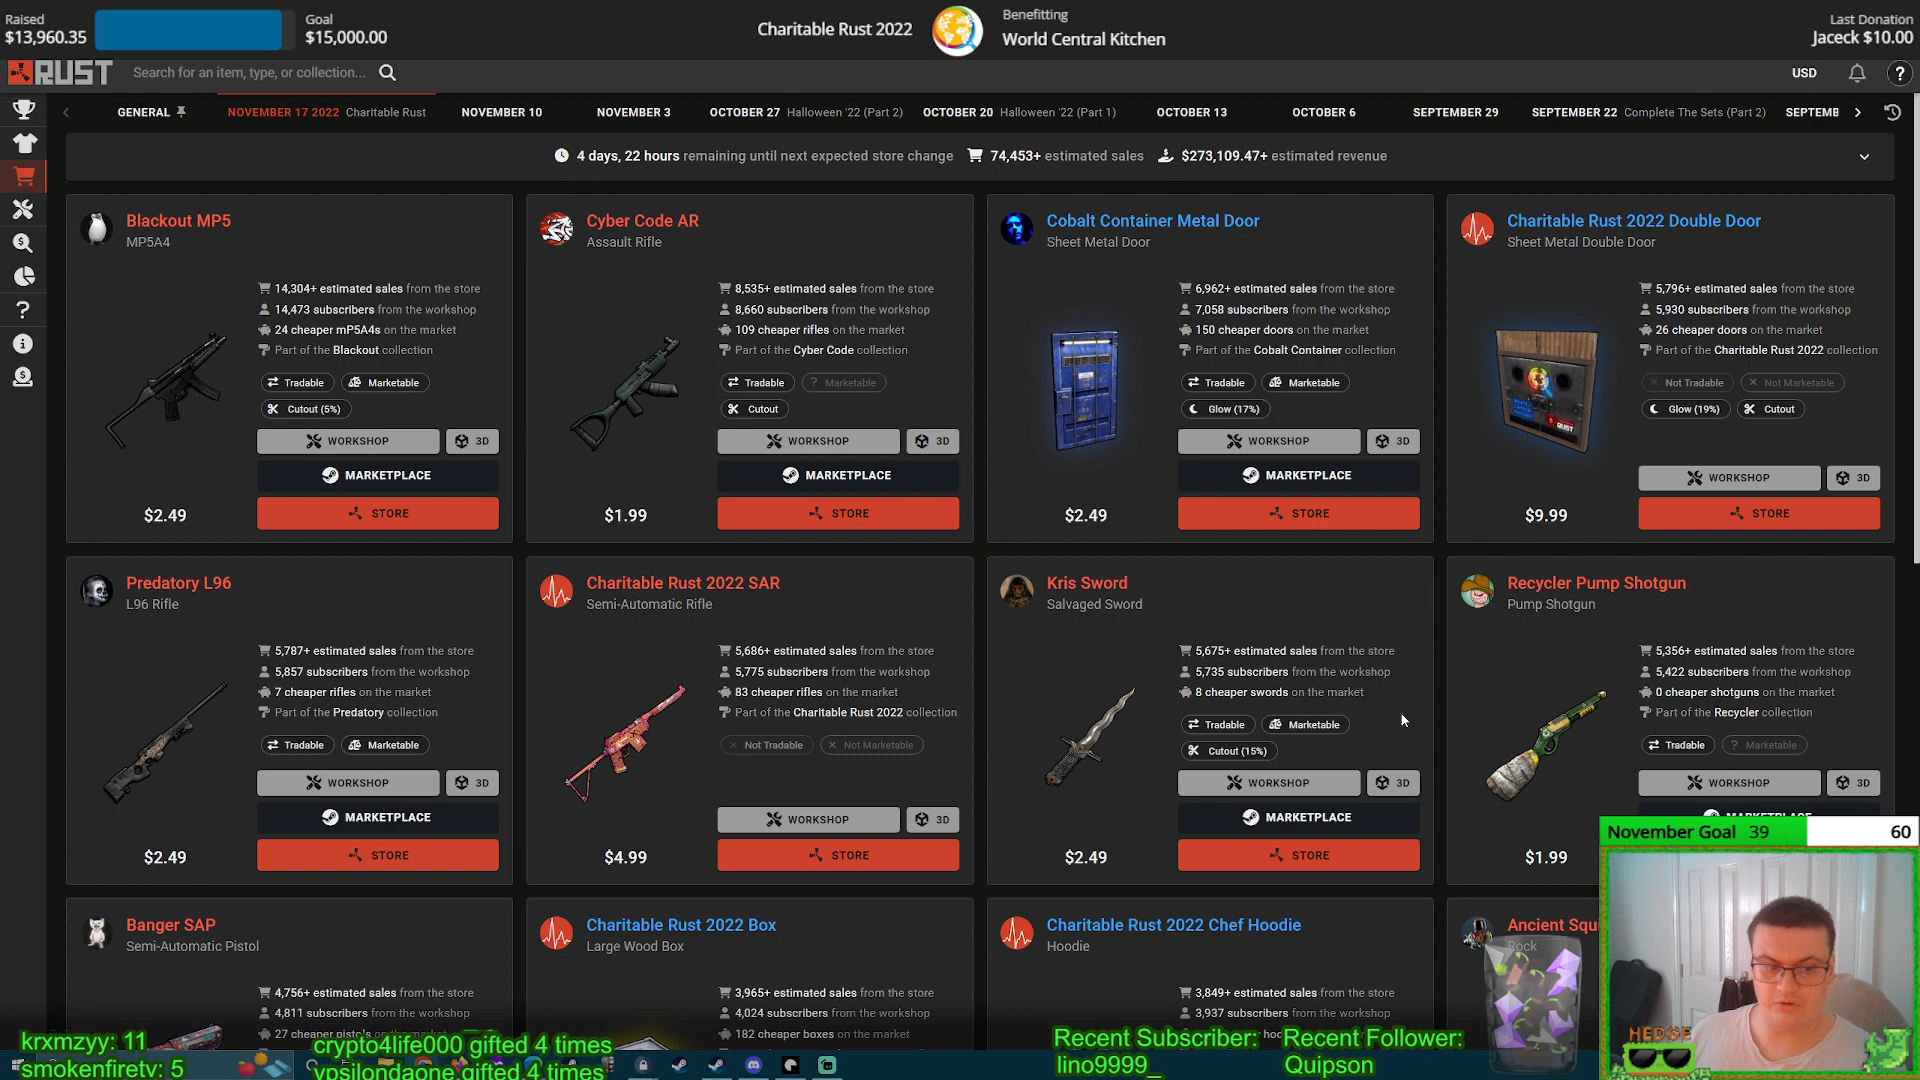 Raised
$13,960.35
Goal
$15,000.00
Charitable Rust 2022
Benefitting
World Central Kitchen
Last Donation
Jaceck $10.00
RUST
Search for an item, type, or collection...
USD
?
GENERAL
NOVEMBER 17 2022 Charitable Rust
NOVEMBER 10
NOVEMBER 3
OCTOBER 27 Halloween '22 (Part 2)
OCTOBER 20 Halloween '22 (Part 1)
OCTOBER 13
OCTOBER 6
SEPTEMBER 29
SEPTEMBER 22 Complete The Sets (Part 2)
SEPTEMB
4 days, 22 hours remaining until next expected store change
74,453+ estimated sales
$273,109.47+ estimated revenue
Blackout MP5
MP5A4
14,304+ estimated sales from the store
14,473 subscribers from the workshop
24 cheaper mP5A4s on the market
Part of the Blackout collection
Tradable
Marketable
Cutout (5%)
WORKSHOP
3D
MARKETPLACE
$2.49
STORE
Cyber Code AR
Assault Rifle
8,535+ estimated sales from the store
8,660 subscribers from the workshop
109 cheaper rifles on the market
Part of the Cyber Code collection
Tradable
? Marketable
Cutout
WORKSHOP
3D
MARKETPLACE
$1.99
STORE
Cobalt Container Metal Door
Sheet Metal Door
6,962+ estimated sales from the store
7,058 subscribers from the workshop
150 cheaper doors on the market
Part of the Cobalt Container collection
Tradable
Marketable
Glow (17%)
WORKSHOP
3D
MARKETPLACE
$2.49
STORE
Charitable Rust 2022 Double Door
Sheet Metal Double Door
5,796+ estimated sales from the store
5,930 subscribers from the workshop
26 cheaper doors on the market
Part of the Charitable Rust 2022 collection
Not Tradable
Not Marketable
Glow (19%)
Cutout
WORKSHOP
3D
$9.99
STORE
Predatory L96
L96 Rifle
5,787+ estimated sales from the store
5,857 subscribers from the workshop
7 cheaper rifles on the market
Part of the Predatory collection
Tradable
Marketable
WORKSHOP
3D
MARKETPLACE
$2.49
STORE
Charitable Rust 2022 SAR
Semi-Automatic Rifle
5,686+ estimated sales from the store
5,775 subscribers from the workshop
83 cheaper rifles on the market
Part of the Charitable Rust 2022 collection
Not Tradable
Not Marketable
WORKSHOP
3D
$4.99
STORE
Kris Sword
Salvaged Sword
5,675+ estimated sales from the store
5,735 subscribers from the workshop
8 cheaper swords on the market
Tradable
Marketable
Cutout (15%)
WORKSHOP
3D
MARKETPLACE
$2.49
STORE
Recycler Pump Shotgun
Pump Shotgun
5,356+ estimated sales from the store
5,422 subscribers from the workshop
0 cheaper shotguns on the market
Part of the Recycler collection
Tradable
? Marketable
WORKSHOP
3D
MARKETPLACE
$1.99
November Goal 39
60
Banger SAP
Semi-Automatic Pistol
4,756+ estimated sales from the store
4,811 subscribers from the workshop
27 cheaper pistols on the market
Charitable Rust 2022 Box
Large Wood Box
3,965+ estimated sales from the store
4,024 subscribers from the workshop
182 cheaper boxes on the market
Charitable Rust 2022 Chef Hoodie
Hoodie
3,849+ estimated sales from the store
3,937 subscribers from the workshop
Ancient Squ
Rock
HEDGE
krxmzyy: 11
smokenfiretv: 5
crypto4life000 gifted 4 times
ypsilondaone gifted 4 times
Recent Subscriber:
lino9999_
Recent Follower:
Quipson